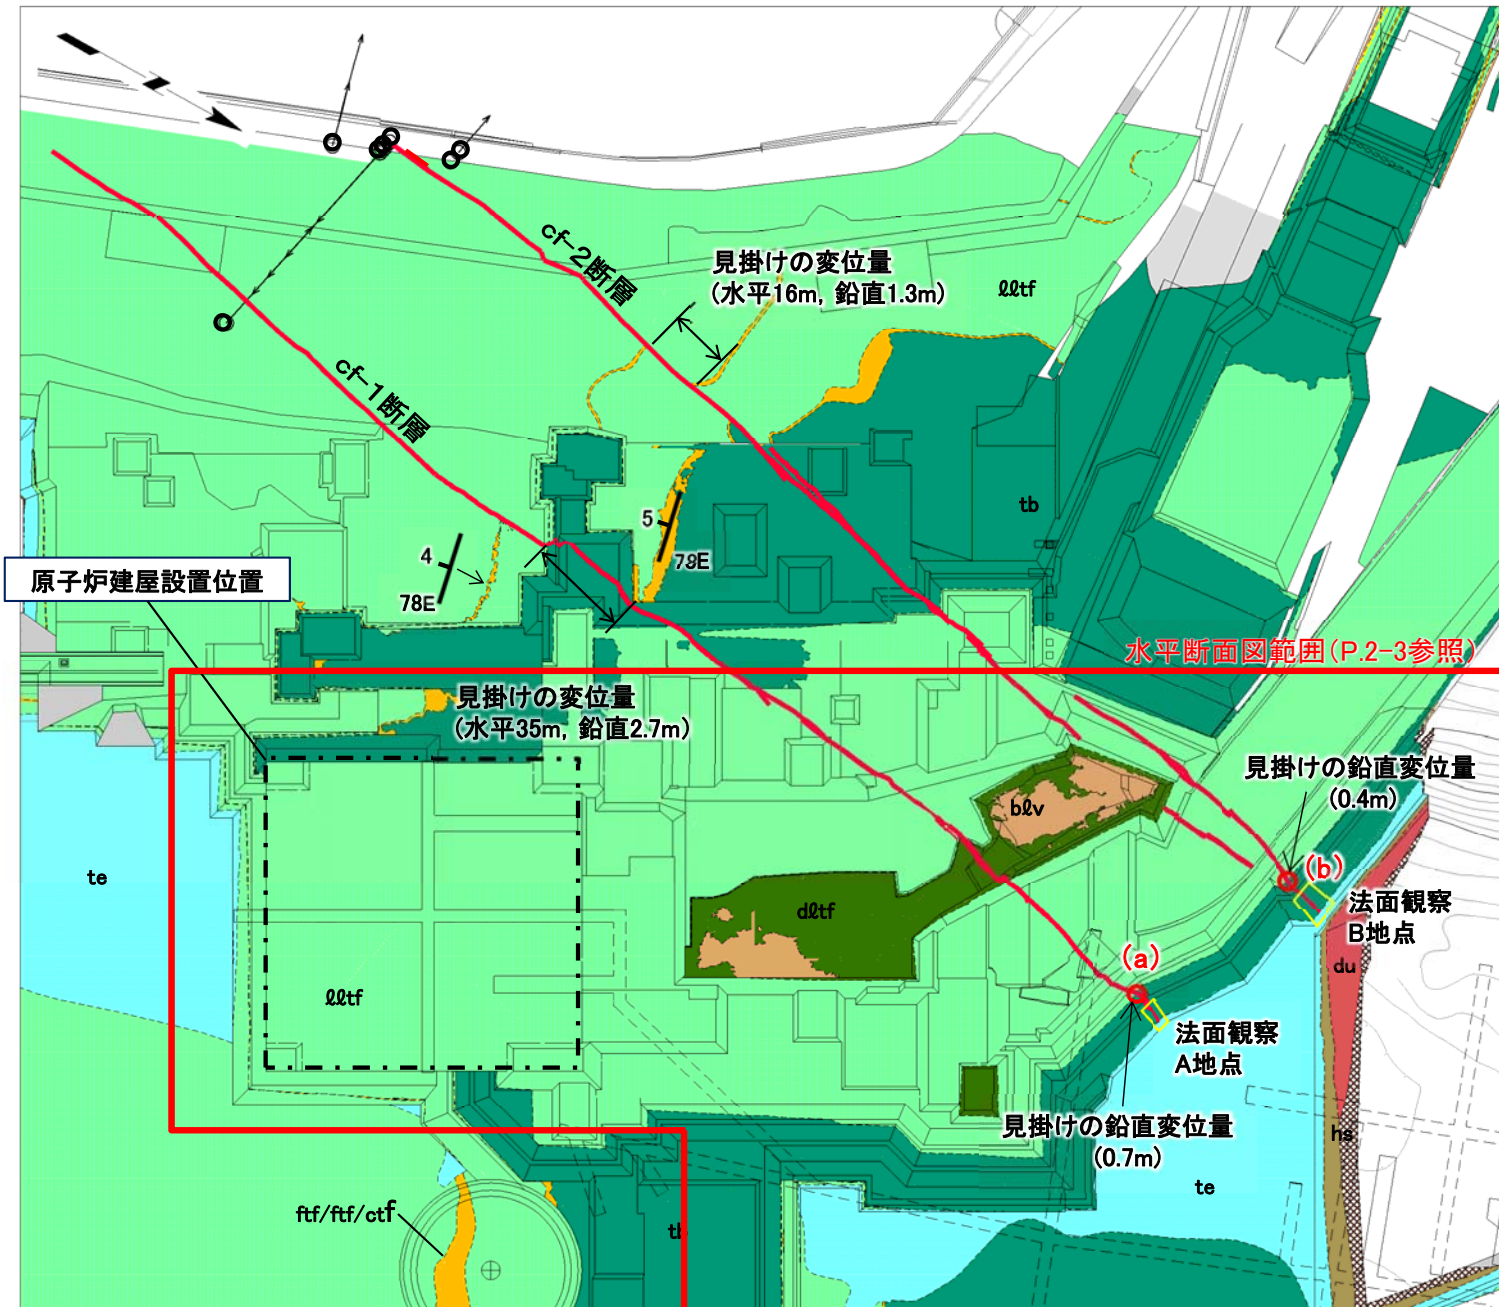 cf-2断層
見掛けの変位量
(水平16m, 鉛直1.3m)
ℓℓtf
cf-1断層
tb
5
78E
4
78E
原子炉建屋設置位置
水平断面図範囲(P.2-3参照)
見掛けの変位量
(水平35m, 鉛直2.7m)
見掛けの鉛直変位量
(0.4m)
bℓv
te
(b)
法面観察
B地点
dℓtf
(a)
du
ℓℓtf
法面観察
A地点
見掛けの鉛直変位量
(0.7m)
hs
te
ftf/ftf/ctf
tb